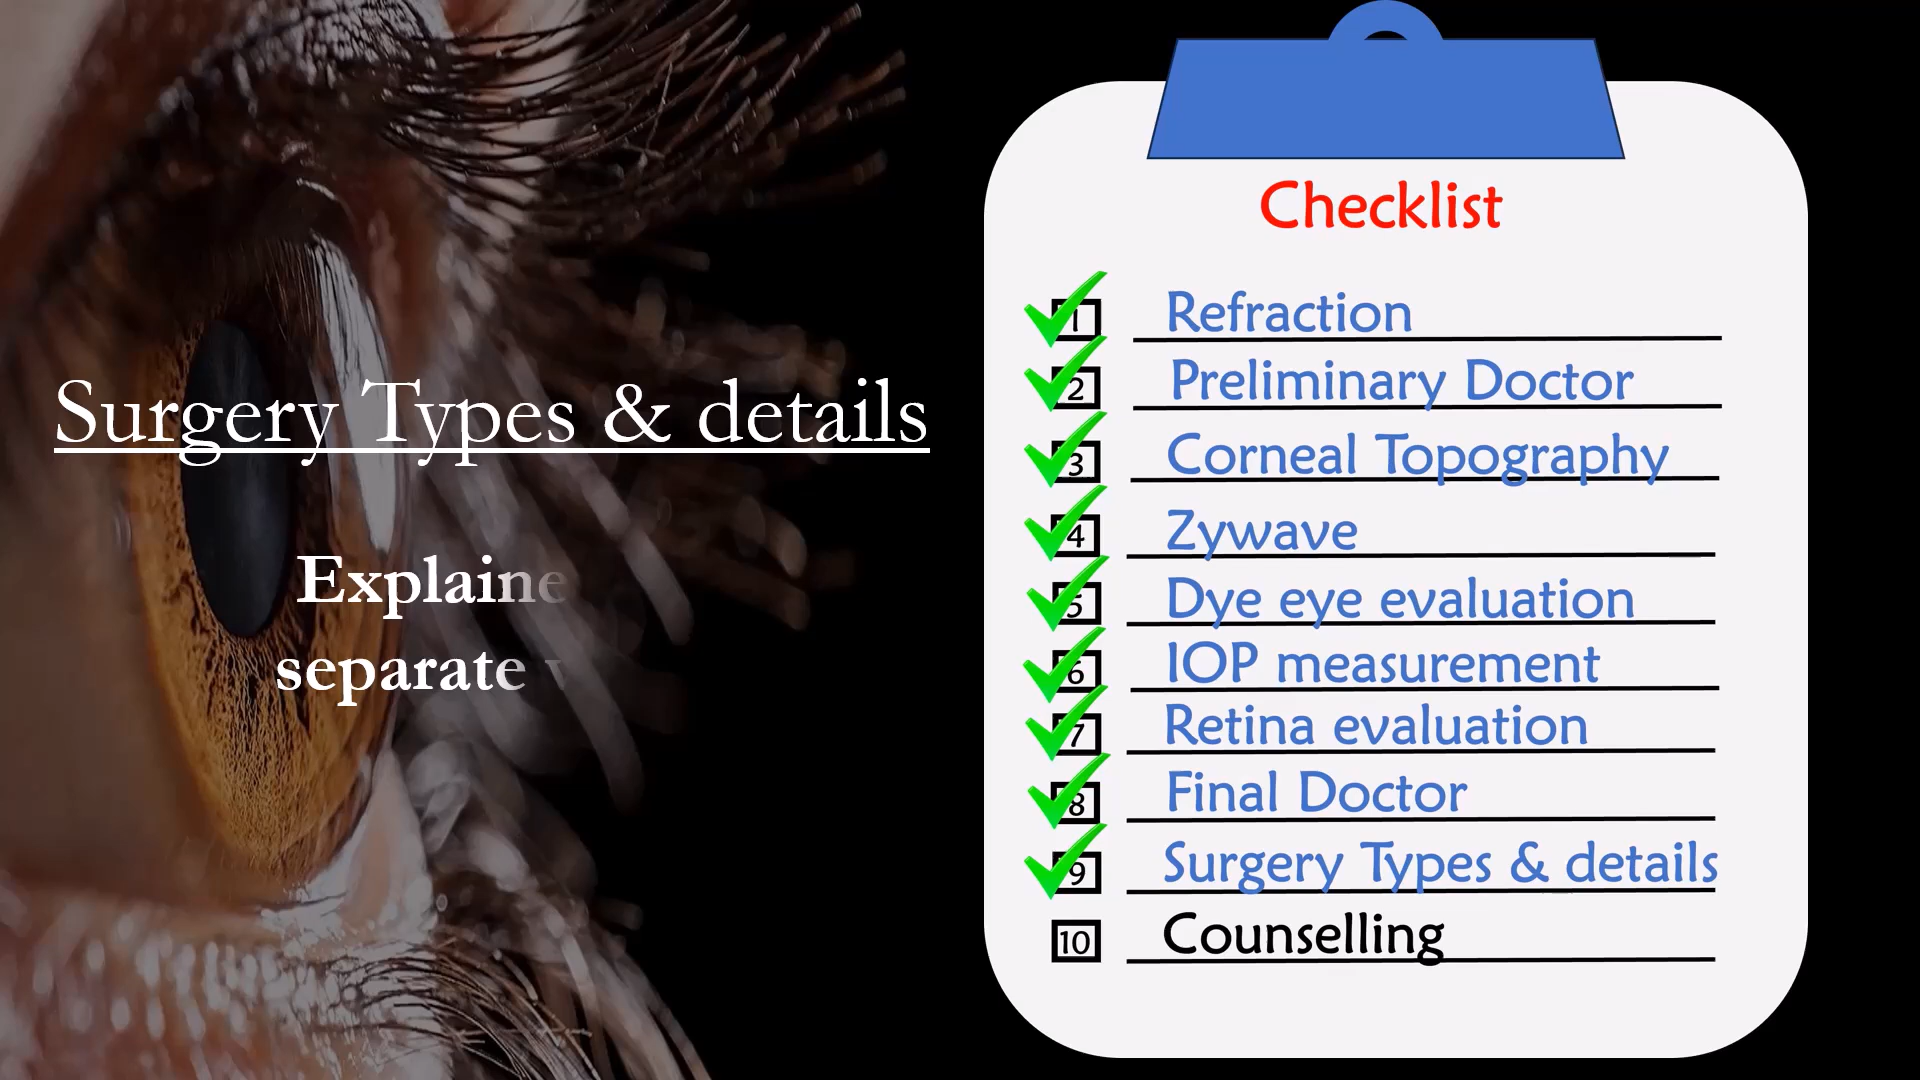 Surgery Types & details
Explaine
separate
Checklist
1 Refraction
2 Preliminary Doctor
3 Corneal Topography
4 Zywave
5 Dye eye evaluation
6 IOP measurement
7 Retina evaluation
8 Final Doctor
9 Surgery Types & details
10 Counselling